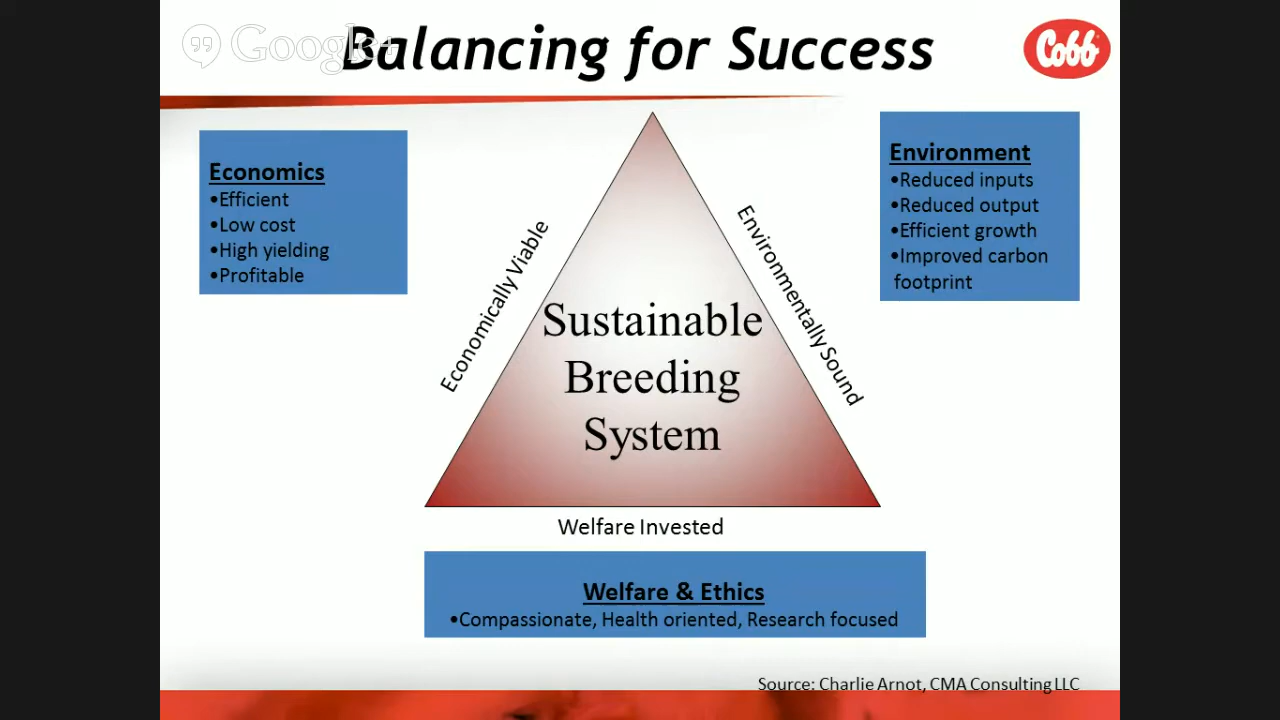 Google+
Balancing for Success
Cobb
Economics
•Efficient
•Low cost
•High yielding
•Profitable
Environment
•Reduced inputs
•Reduced output
•Efficient growth
•Improved carbon
footprint
Economically Viable
Environmentally Sound
Sustainable
Breeding
System
Welfare Invested
Welfare & Ethics
•Compassionate, Health oriented, Research focused
Source: Charlie Arnot, CMA Consulting LLC